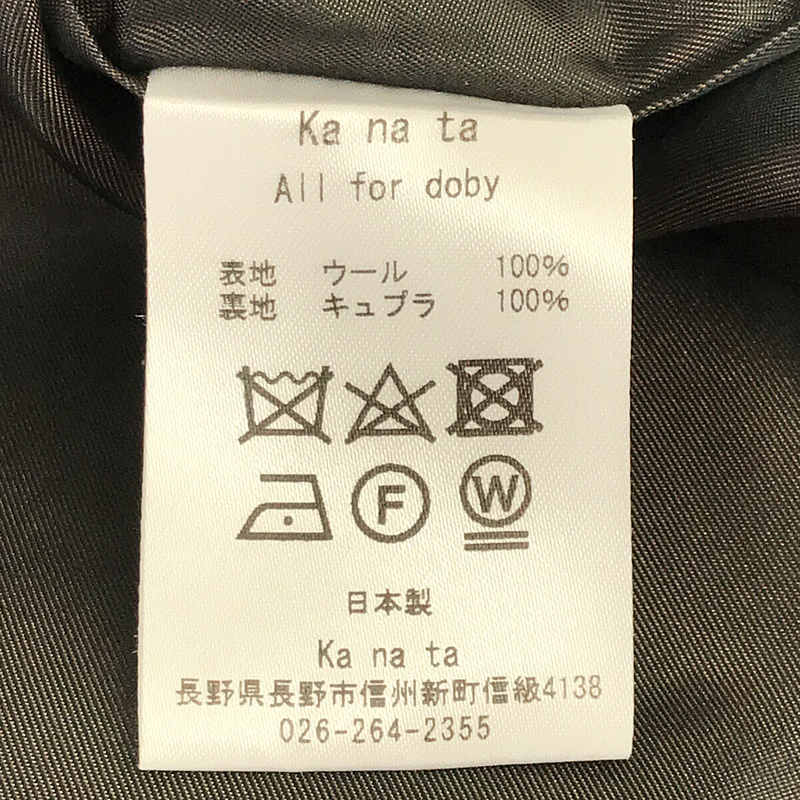 Ka na ta
All for doby
表地 ウール 100%
裏地 キュプラ 100%
F W
日本製
Ka na ta
長野県長野市信州新町信級4138
026-264-2355